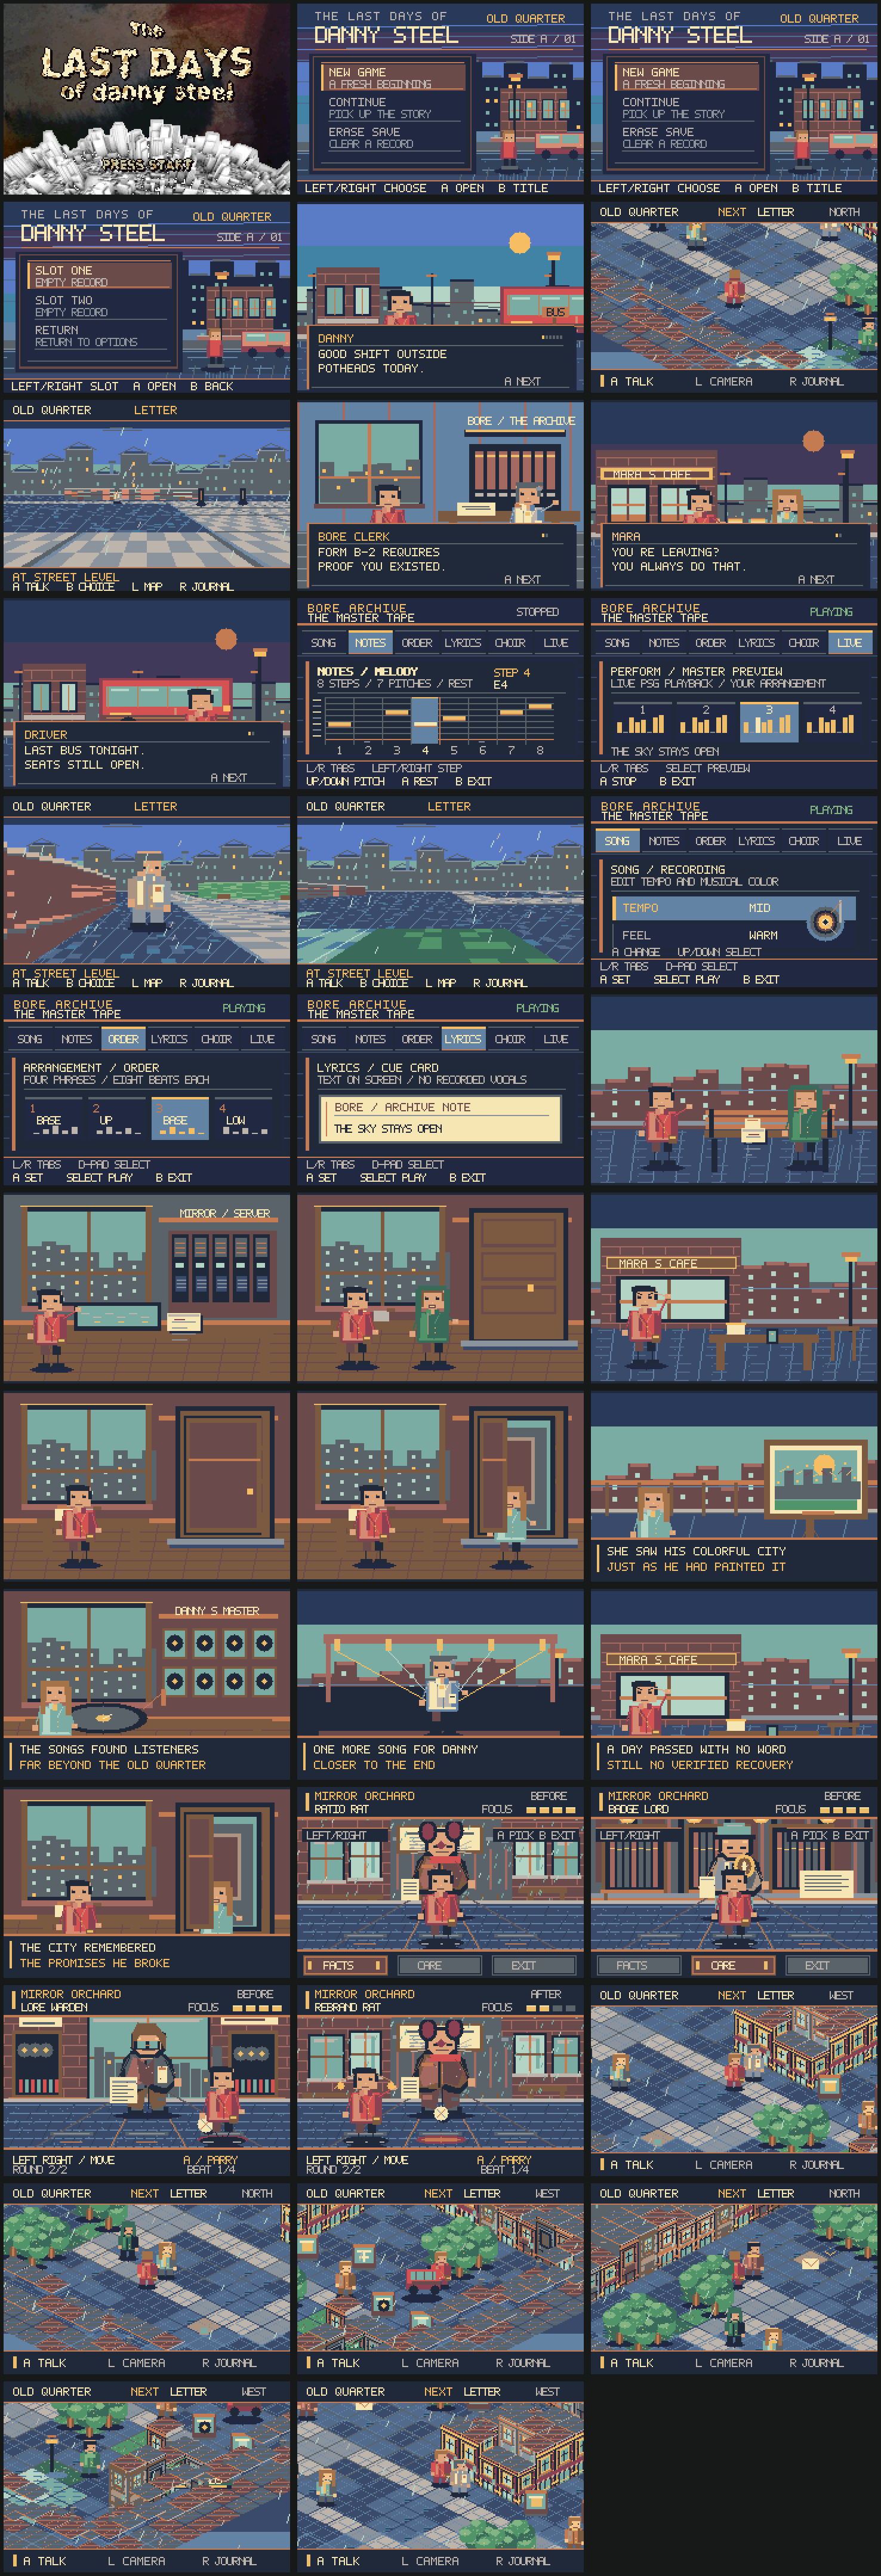 The
LAST DAYS
of danny steel
PRESS START
THE LAST DAYS OF
DANNY STEEL
OLD QUARTER
SIDE A / 01
NEW GAME
A FRESH BEGINNING
CONTINUE
PICK UP THE STORY
ERASE SAVE
CLEAR A RECORD
LEFT/RIGHT CHOOSE A OPEN B TITLE
THE LAST DAYS OF
DANNY STEEL
OLD QUARTER
SIDE A / 01
NEW GAME
A FRESH BEGINNING
CONTINUE
PICK UP THE STORY
ERASE SAVE
CLEAR A RECORD
LEFT/RIGHT CHOOSE A OPEN B TITLE
THE LAST DAYS OF
DANNY STEEL
OLD QUARTER
SIDE A / 01
SLOT ONE
EMPTY RECORD
SLOT TWO
EMPTY RECORD
RETURN
RETURN TO OPTIONS
LEFT/RIGHT SLOT A OPEN B BACK
BUS
DANNY
GOOD SHIFT OUTSIDE
POTHEADS TODAY.
A NEXT
OLD QUARTER NEXT LETTER NORTH
A TALK L CAMERA R JOURNAL
OLD QUARTER LETTER
AT STREET LEVEL
A TALK B CHOICE L MAP R JOURNAL
BORE / THE ARCHIVE
BORE CLERK
FORM B-2 REQUIRES
PROOF YOU EXISTED.
A NEXT
MARA S CAFE
MARA
YOU RE LEAVING?
YOU ALWAYS DO THAT.
A NEXT
DRIVER
LAST BUS TONIGHT.
SEATS STILL OPEN.
A NEXT
BORE ARCHIVE
THE MASTER TAPE
STOPPED
SONG NOTES ORDER LYRICS CHOIR LIVE
NOTES / MELODY
8 STEPS / 7 PITCHES / REST
STEP 4
E4
1 2 3 4 5 6 7 8
L/R TABS LEFT/RIGHT STEP
UP/DOWN PITCH A REST B EXIT
BORE ARCHIVE
THE MASTER TAPE
PLAYING
SONG NOTES ORDER LYRICS CHOIR LIVE
PERFORM / MASTER PREVIEW
LIVE PSG PLAYBACK / YOUR ARRANGEMENT
1 2 3 4
THE SKY STAYS OPEN
L/R TABS SELECT PREVIEW
A STOP B EXIT
OLD QUARTER LETTER
AT STREET LEVEL
A TALK B CHOICE L MAP R JOURNAL
OLD QUARTER LETTER
AT STREET LEVEL
A TALK B CHOICE L MAP R JOURNAL
BORE ARCHIVE
THE MASTER TAPE
PLAYING
SONG NOTES ORDER LYRICS CHOIR LIVE
SONG / RECORDING
EDIT TEMPO AND MUSICAL COLOR
TEMPO MID
FEEL WARM
A CHANGE UP/DOWN SELECT
L/R TABS D-PAD SELECT
A SET SELECT PLAY B EXIT
BORE ARCHIVE
THE MASTER TAPE
PLAYING
SONG NOTES ORDER LYRICS CHOIR LIVE
ARRANGEMENT / ORDER
FOUR PHRASES / EIGHT BEATS EACH
1 2 3 4
BASE UP BASE LOW
L/R TABS D-PAD SELECT
A SET SELECT PLAY B EXIT
BORE ARCHIVE
THE MASTER TAPE
PLAYING
SONG NOTES ORDER LYRICS CHOIR LIVE
LYRICS / CUE CARD
TEXT ON SCREEN / NO RECORDED VOCALS
BORE / ARCHIVE NOTE
THE SKY STAYS OPEN
L/R TABS D-PAD SELECT
A SET SELECT PLAY B EXIT
MIRROR / SERVER
MARA S CAFE
SHE SAW HIS COLORFUL CITY
JUST AS HE HAD PAINTED IT
DANNY S MASTER
THE SONGS FOUND LISTENERS
FAR BEYOND THE OLD QUARTER
ONE MORE SONG FOR DANNY
CLOSER TO THE END
MARA S CAFE
A DAY PASSED WITH NO WORD
STILL NO VERIFIED RECOVERY
THE CITY REMEMBERED
THE PROMISES HE BROKE
MIRROR ORCHARD BEFORE
RATIO RAT FOCUS
LEFT/RIGHT A PICK B EXIT
FACTS CARE EXIT
MIRROR ORCHARD BEFORE
BADGE LORD FOCUS
LEFT/RIGHT A PICK B EXIT
FACTS CARE EXIT
MIRROR ORCHARD BEFORE
LORE WARDEN FOCUS
LEFT RIGHT / MOVE A / PARRY
ROUND 2/2 BEAT 1/4
MIRROR ORCHARD AFTER
REBRAND RAT FOCUS
LEFT RIGHT / MOVE A / PARRY
ROUND 2/2 BEAT 1/4
OLD QUARTER NEXT LETTER WEST
A TALK L CAMERA R JOURNAL
OLD QUARTER NEXT LETTER NORTH
A TALK L CAMERA R JOURNAL
OLD QUARTER NEXT LETTER WEST
A TALK L CAMERA R JOURNAL
OLD QUARTER NEXT LETTER NORTH
A TALK L CAMERA R JOURNAL
OLD QUARTER NEXT LETTER WEST
A TALK L CAMERA R JOURNAL
OLD QUARTER NEXT LETTER WEST
A TALK L CAMERA R JOURNAL